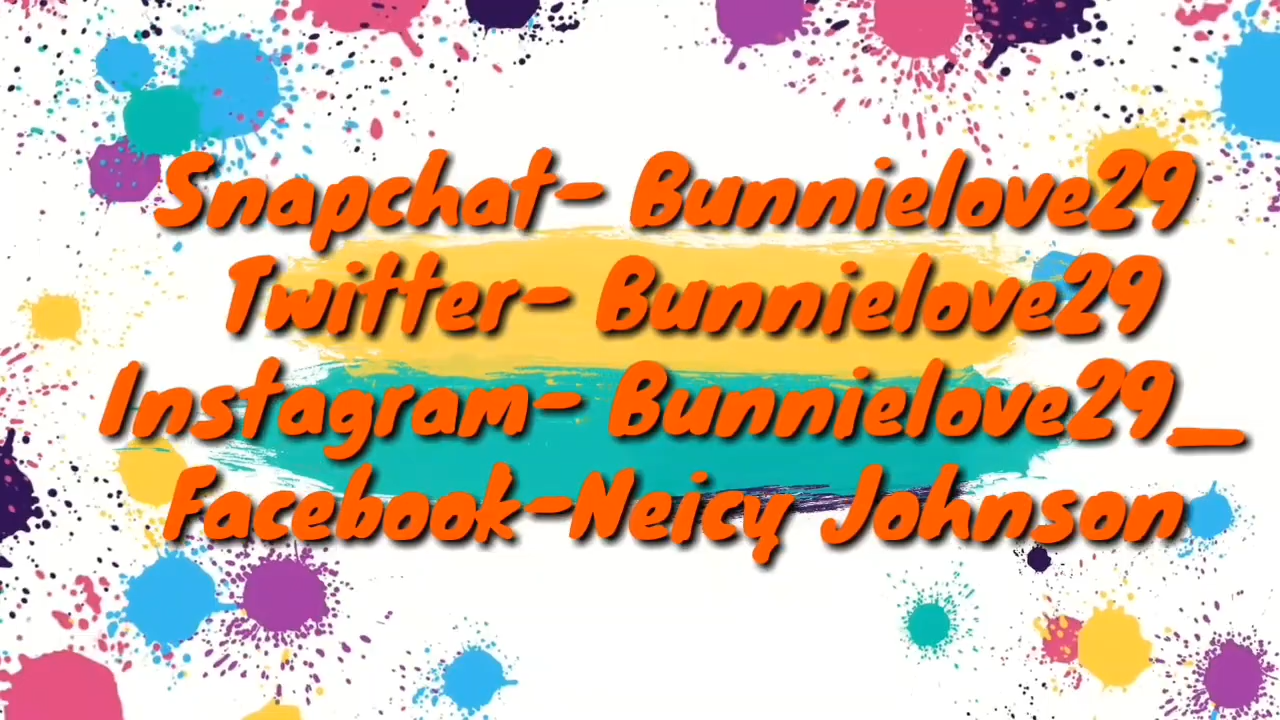 Snapchat- Bunnielove29
Twitter- Bunnielove29
Instagram- Bunnielove29_
Facebook-Neicy Johnson